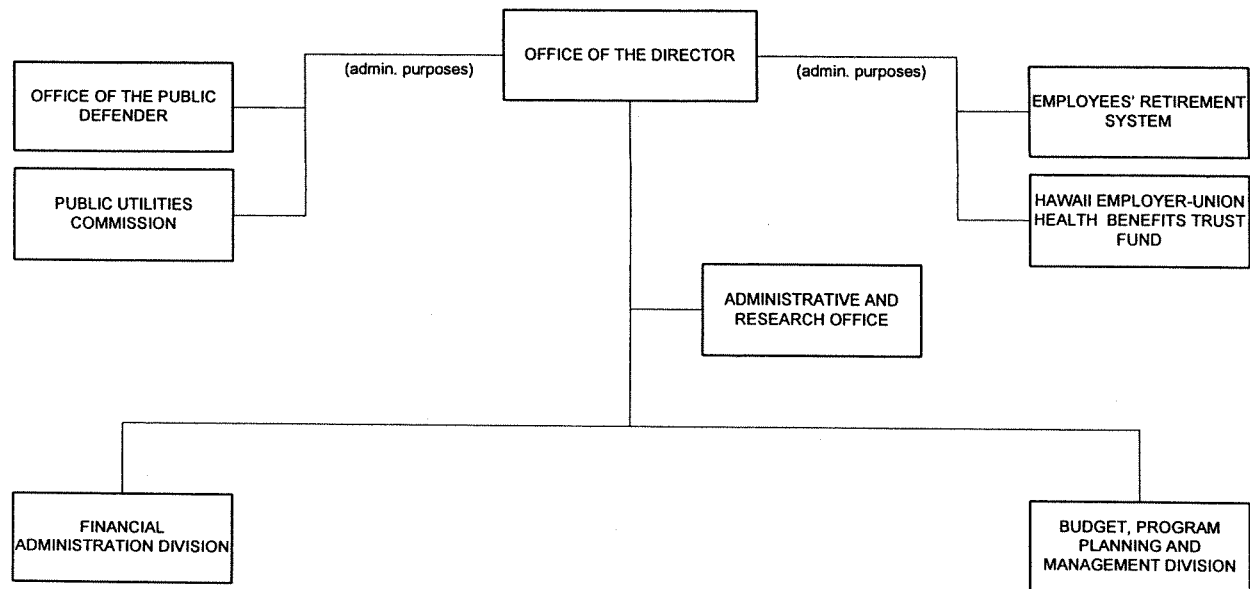 OFFICE OF THE DIRECTOR
(admin. purposes)
(admin. purposes)
OFFICE OF THE PUBLIC
DEFENDER
EMPLOYEES' RETIREMENT
SYSTEM
PUBLIC UTILITIES
COMMISSION
HAWAII EMPLOYER-UNION
HEALTH BENEFITS TRUST
FUND
ADMINISTRATIVE AND
RESEARCH OFFICE
FINANCIAL
ADMINISTRATION DIVISION
BUDGET, PROGRAM
PLANNING AND
MANAGEMENT DIVISION